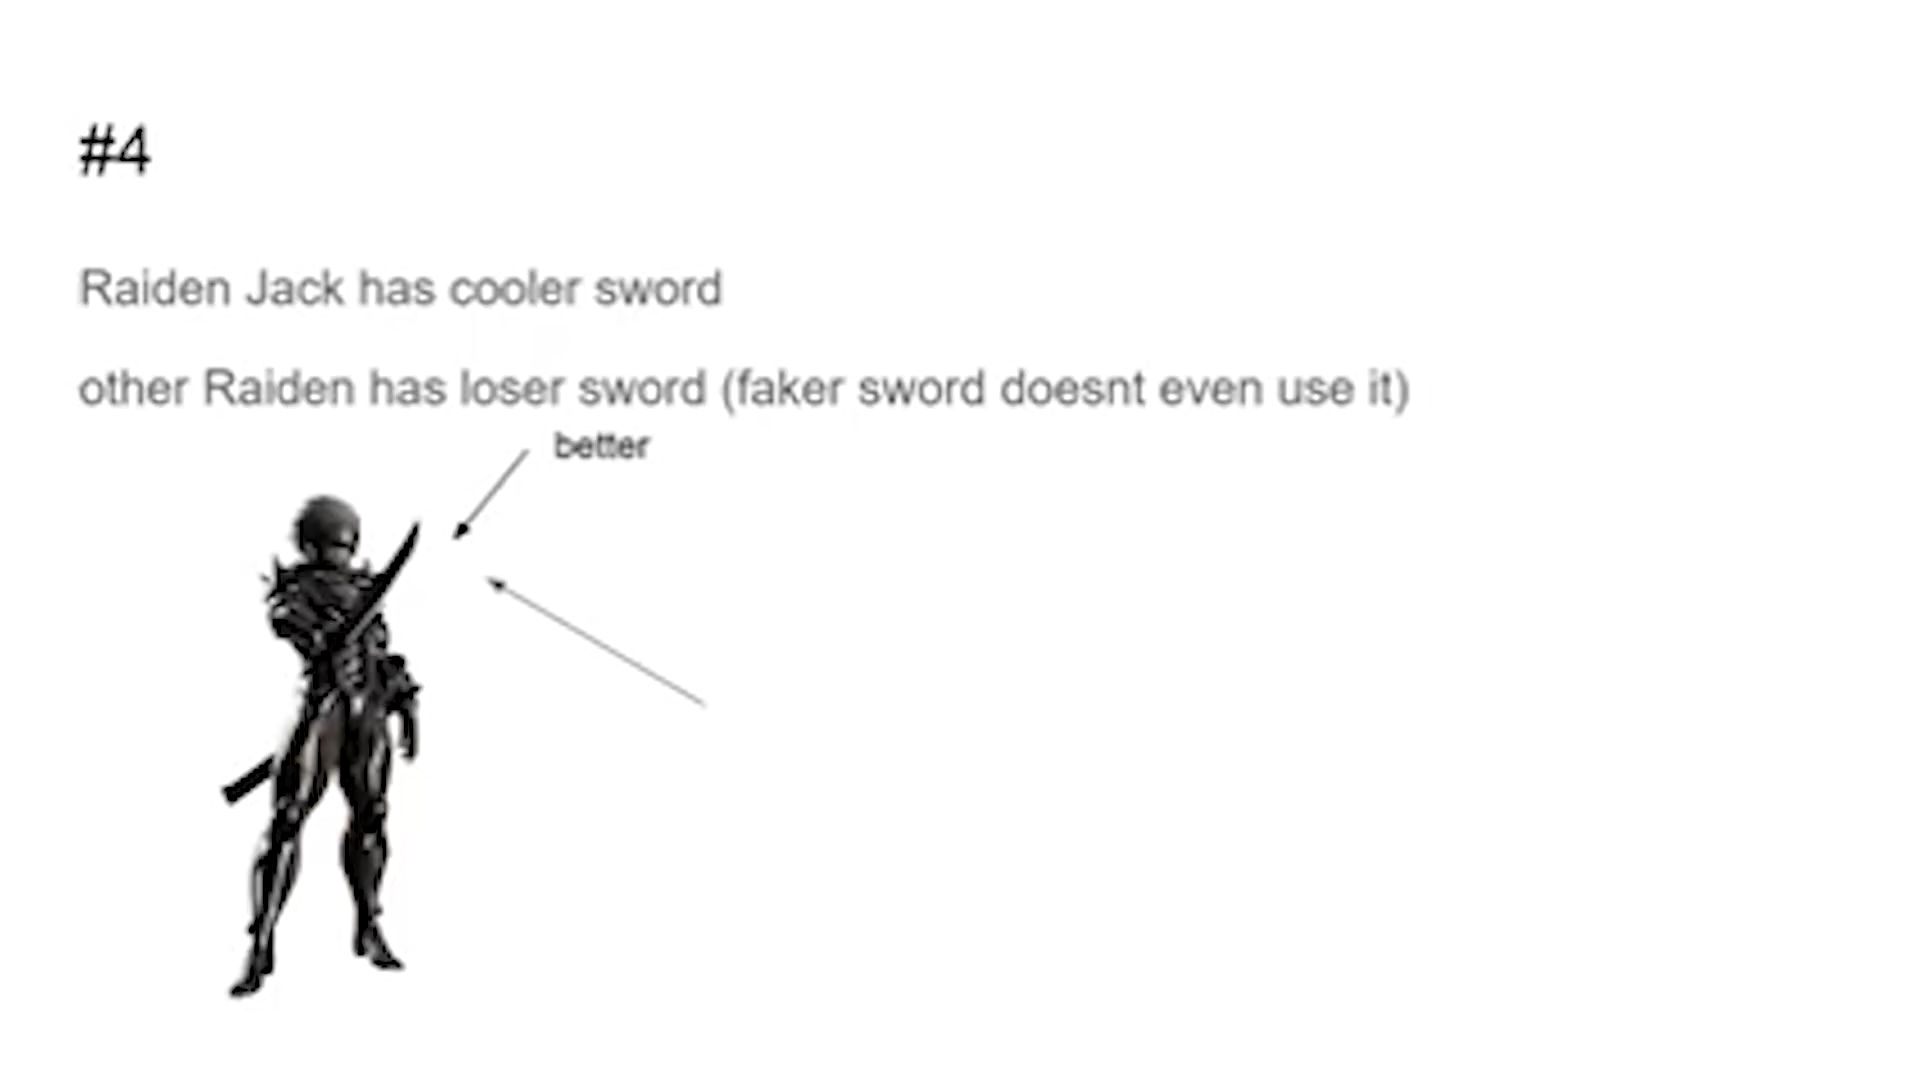 #4
Raiden Jack has cooler sword
other Raiden has loser sword (faker sword doesnt even use it)
better